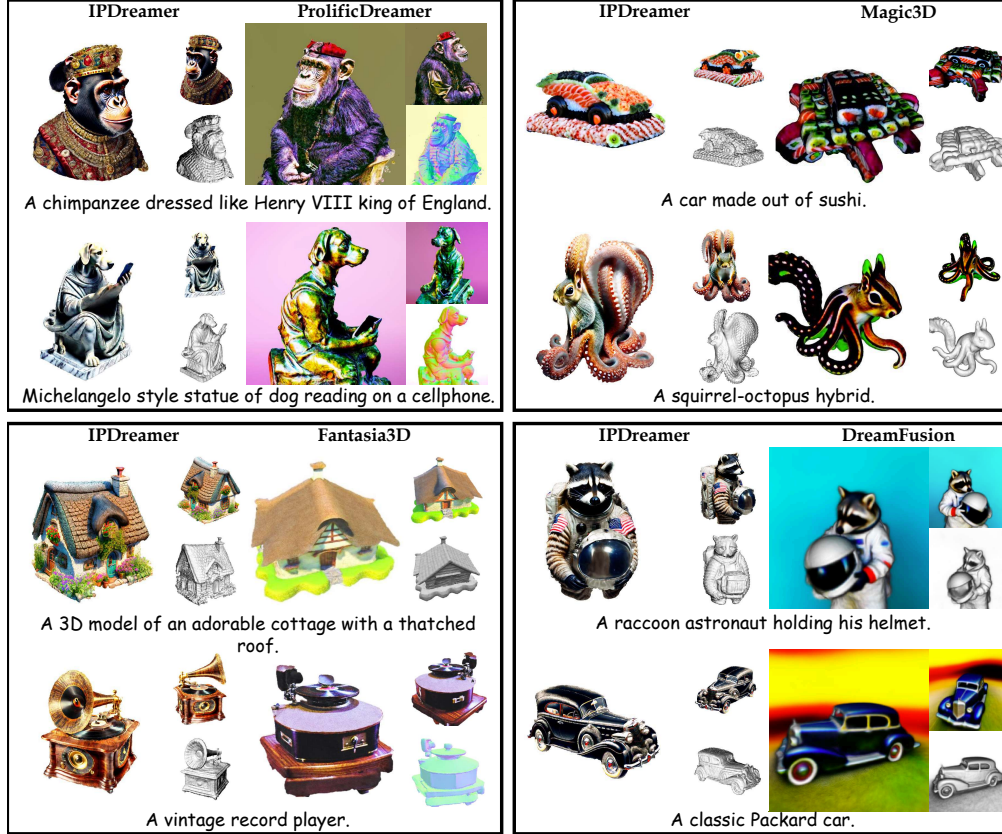 IPDreamer ProlificDreamer
A chimpanzee dressed like Henry VIII king of England.
Michelangelo style statue of dog reading on a cellphone.
IPDreamer Magic3D
A car made out of sushi.
A squirrel-octopus hybrid.
IPDreamer Fantasia3D
A 3D model of an adorable cottage with a thatched
roof.
A vintage record player.
IPDreamer DreamFusion
A raccoon astronaut holding his helmet.
A classic Packard car.